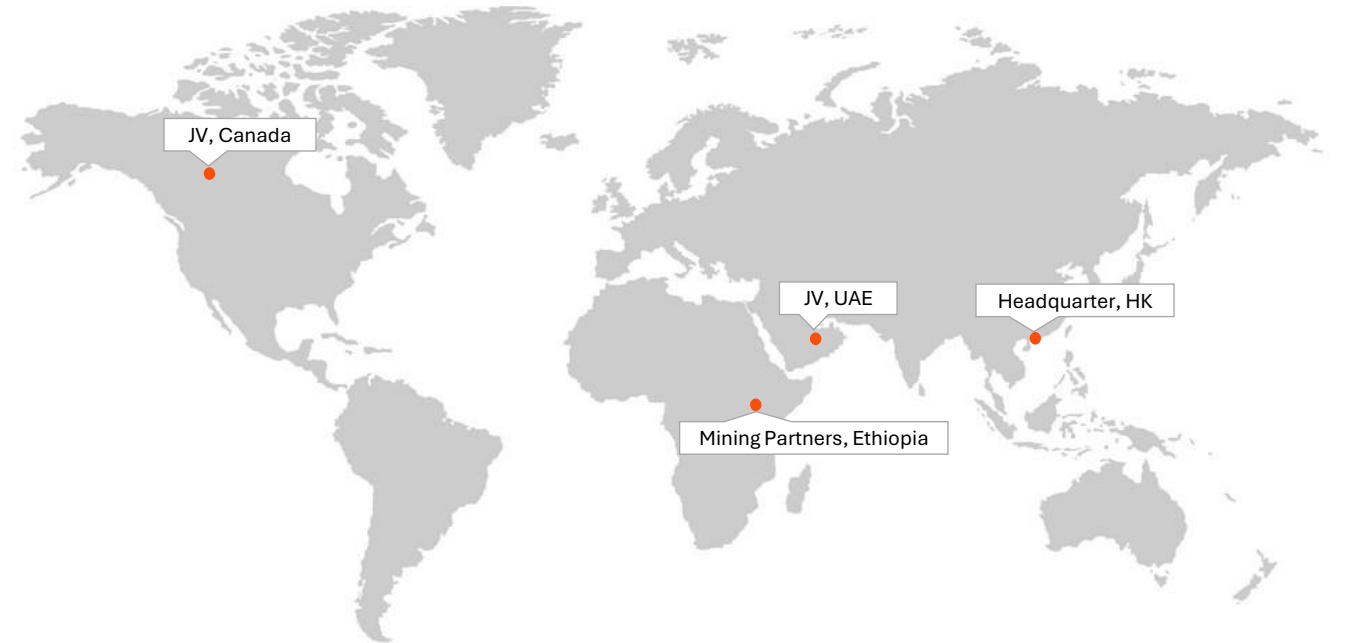 JV, Canada
JV, UAE
Headquarter, HK
Mining Partners, Ethiopia